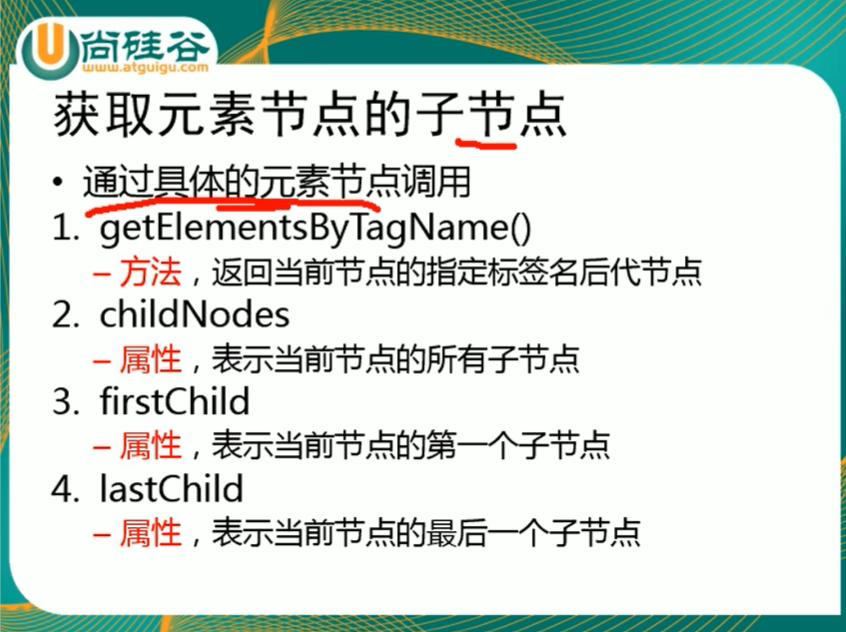 尚硅谷
www.atguigu.com
获取元素节点的子节点
• 通过具体的元素节点调用
1. getElementsByTagName()
– 方法，返回当前节点的指定标签名后代节点
2. childNodes
– 属性，表示当前节点的所有子节点
3. firstChild
– 属性，表示当前节点的第一个子节点
4. lastChild
– 属性，表示当前节点的最后一个子节点